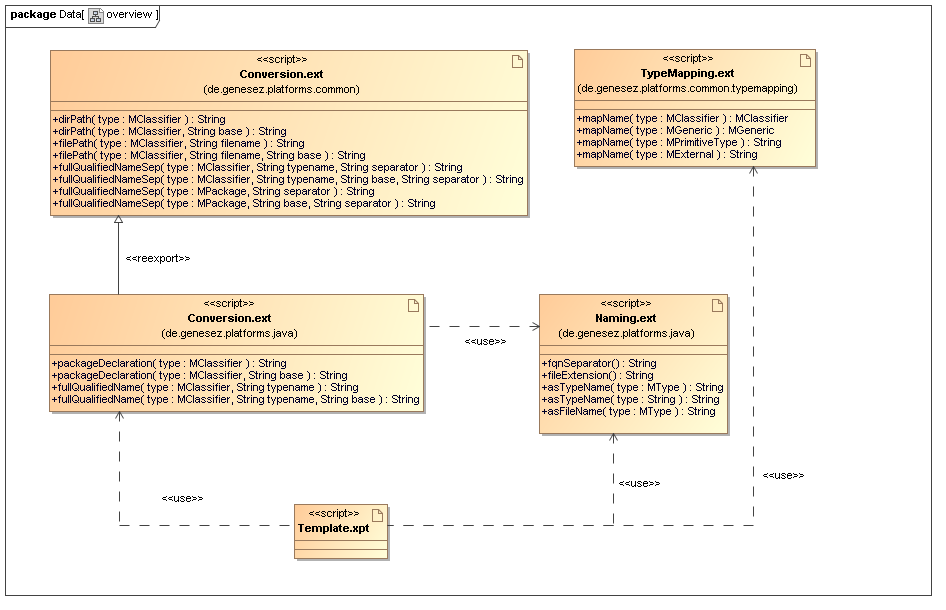 package Data[ overview ]
<<script>>
Conversion.ext
(de.genesez.platforms.common)
+dirPath( type : MClassifier ) : String
+dirPath( type : MClassifier, String base ) : String
+filePath( type : MClassifier, String filename ) : String
+filePath( type : MClassifier, String filename, String base ) : String
+fullQualifiedNameSep( type : MClassifier, String typename, String separator ) : String
+fullQualifiedNameSep( type : MClassifier, String typename, String base, String separator ) : String
+fullQualifiedNameSep( type : MPackage, String separator ) : String
+fullQualifiedNameSep( type : MPackage, String base, String separator ) : String
<<script>>
TypeMapping.ext
(de.genesez.platforms.common.typemapping)
+mapName( type : MClassifier ) : MClassifier
+mapName( type : MGeneric ) : MGeneric
+mapName( type : MPrimitiveType ) : String
+mapName( type : MExternal ) : String
<<reexport>>
<<script>>
Conversion.ext
(de.genesez.platforms.java)
+packageDeclaration( type : MClassifier ) : String
+packageDeclaration( type : MClassifier, String base ) : String
+fullQualifiedName( type : MClassifier, String typename ) : String
+fullQualifiedName( type : MClassifier, String typename, String base ) : String
<<use>>
<<script>>
Naming.ext
(de.genesez.platforms.java)
+fqnSeparator() : String
+fileExtension() : String
+asTypeName( type : MType ) : String
+asTypeName( type : String ) : String
+asFileName( type : MType ) : String
<<use>>
<<use>>
<<use>>
<<script>>
Template.xpt